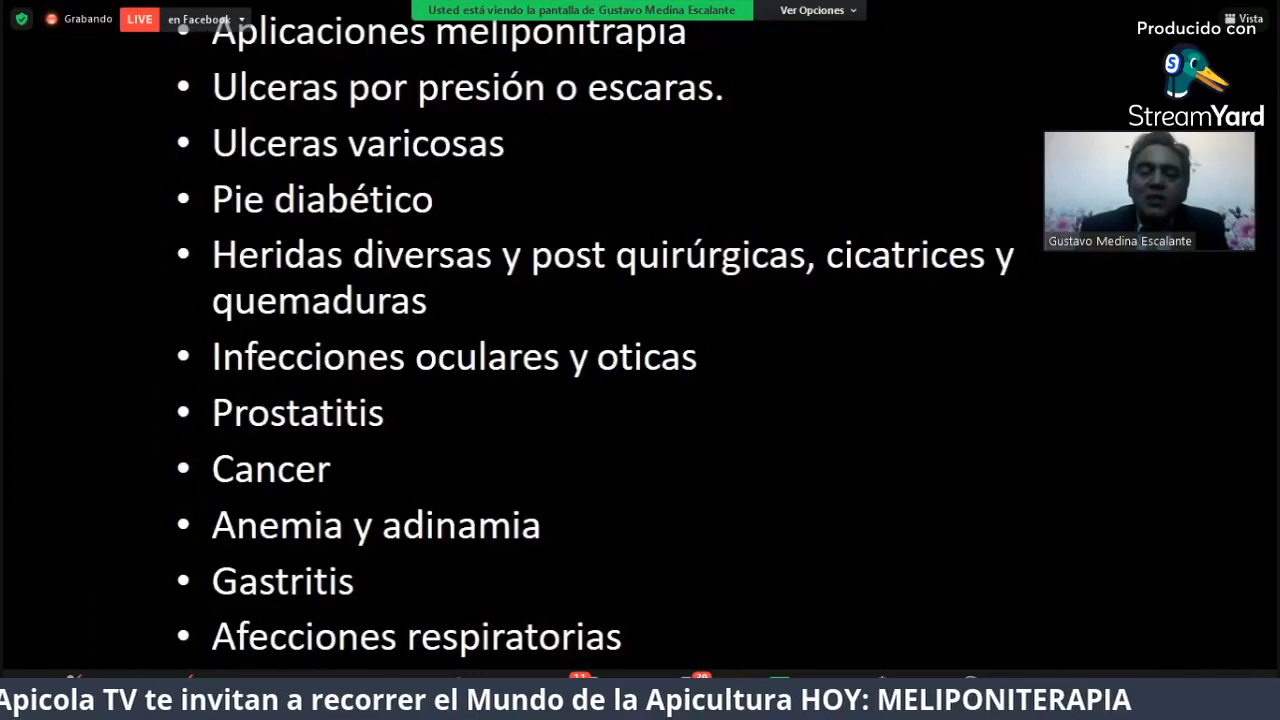 Grabando
LIVE
en Facebook
Usted está viendo la pantalla de Gustavo Medina Escalante
Ver Opciones
Vista
Producido con
StreamYard
Aplicaciones meliponitrapia
• Ulceras por presión o escaras.
• Ulceras varicosas
• Pie diabético
• Heridas diversas y post quirúrgicas, cicatrices y
quemaduras
• Infecciones oculares y oticas
• Prostatitis
• Cancer
• Anemia y adinamia
• Gastritis
• Afecciones respiratorias
Gustavo Medina Escalante
Apicola TV te invitan a recorrer el Mundo de la Apicultura HOY: MELIPONITERAPIA